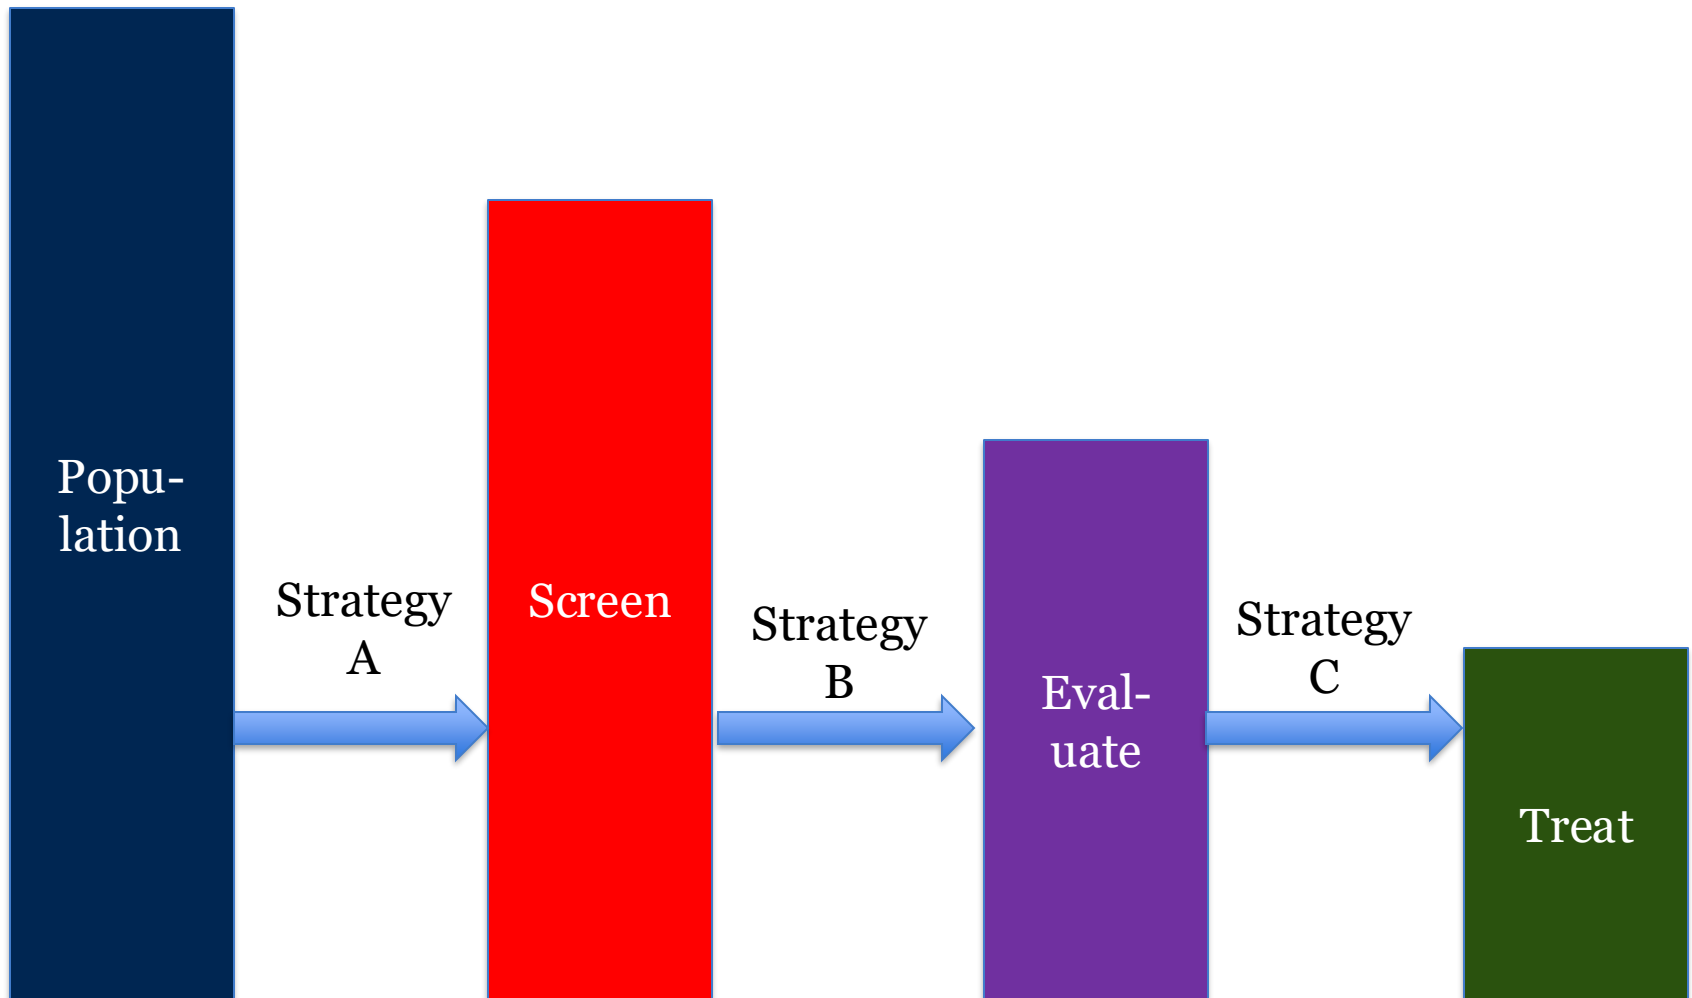 Popu-
lation
Strategy
A
Screen
Strategy
B
Eval-
uate
Strategy
C
Treat